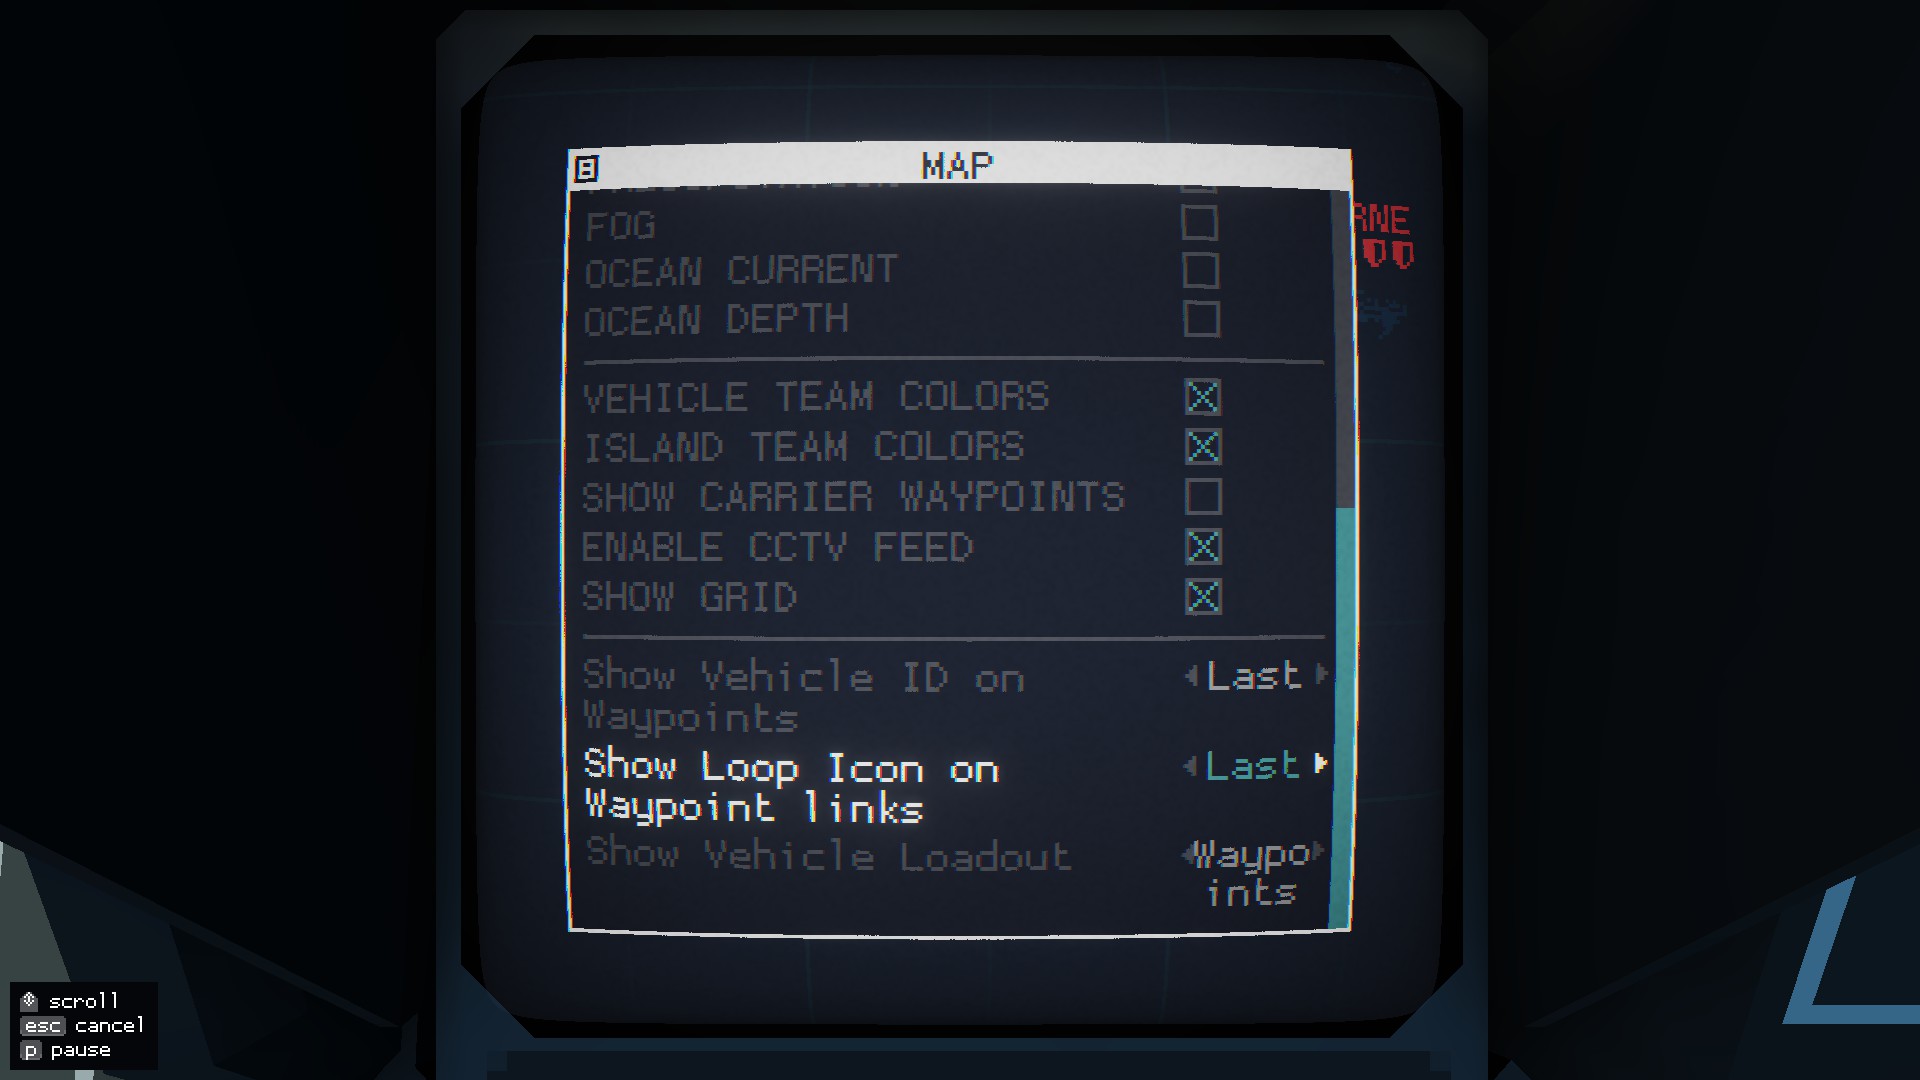 MAP
FOG
OCEAN CURRENT
OCEAN DEPTH
VEHICLE TEAM COLORS
ISLAND TEAM COLORS
SHOW CARRIER WAYPOINTS
ENABLE CCTV FEED
SHOW GRID
Show Vehicle ID on Last
Waypoints
Show Loop Icon on Last
Waypoint links
Show Vehicle Loadout Waypo
ints
RNE
scroll
esc cancel
p pause